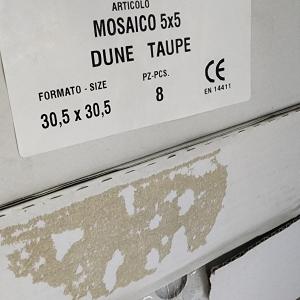 ARTICOLO
MOSAICO 5x5
DUNE TAUPE
FORMATO - SIZE
PZ-PCS.
30,5 x 30,5
8
CE
EN 14411